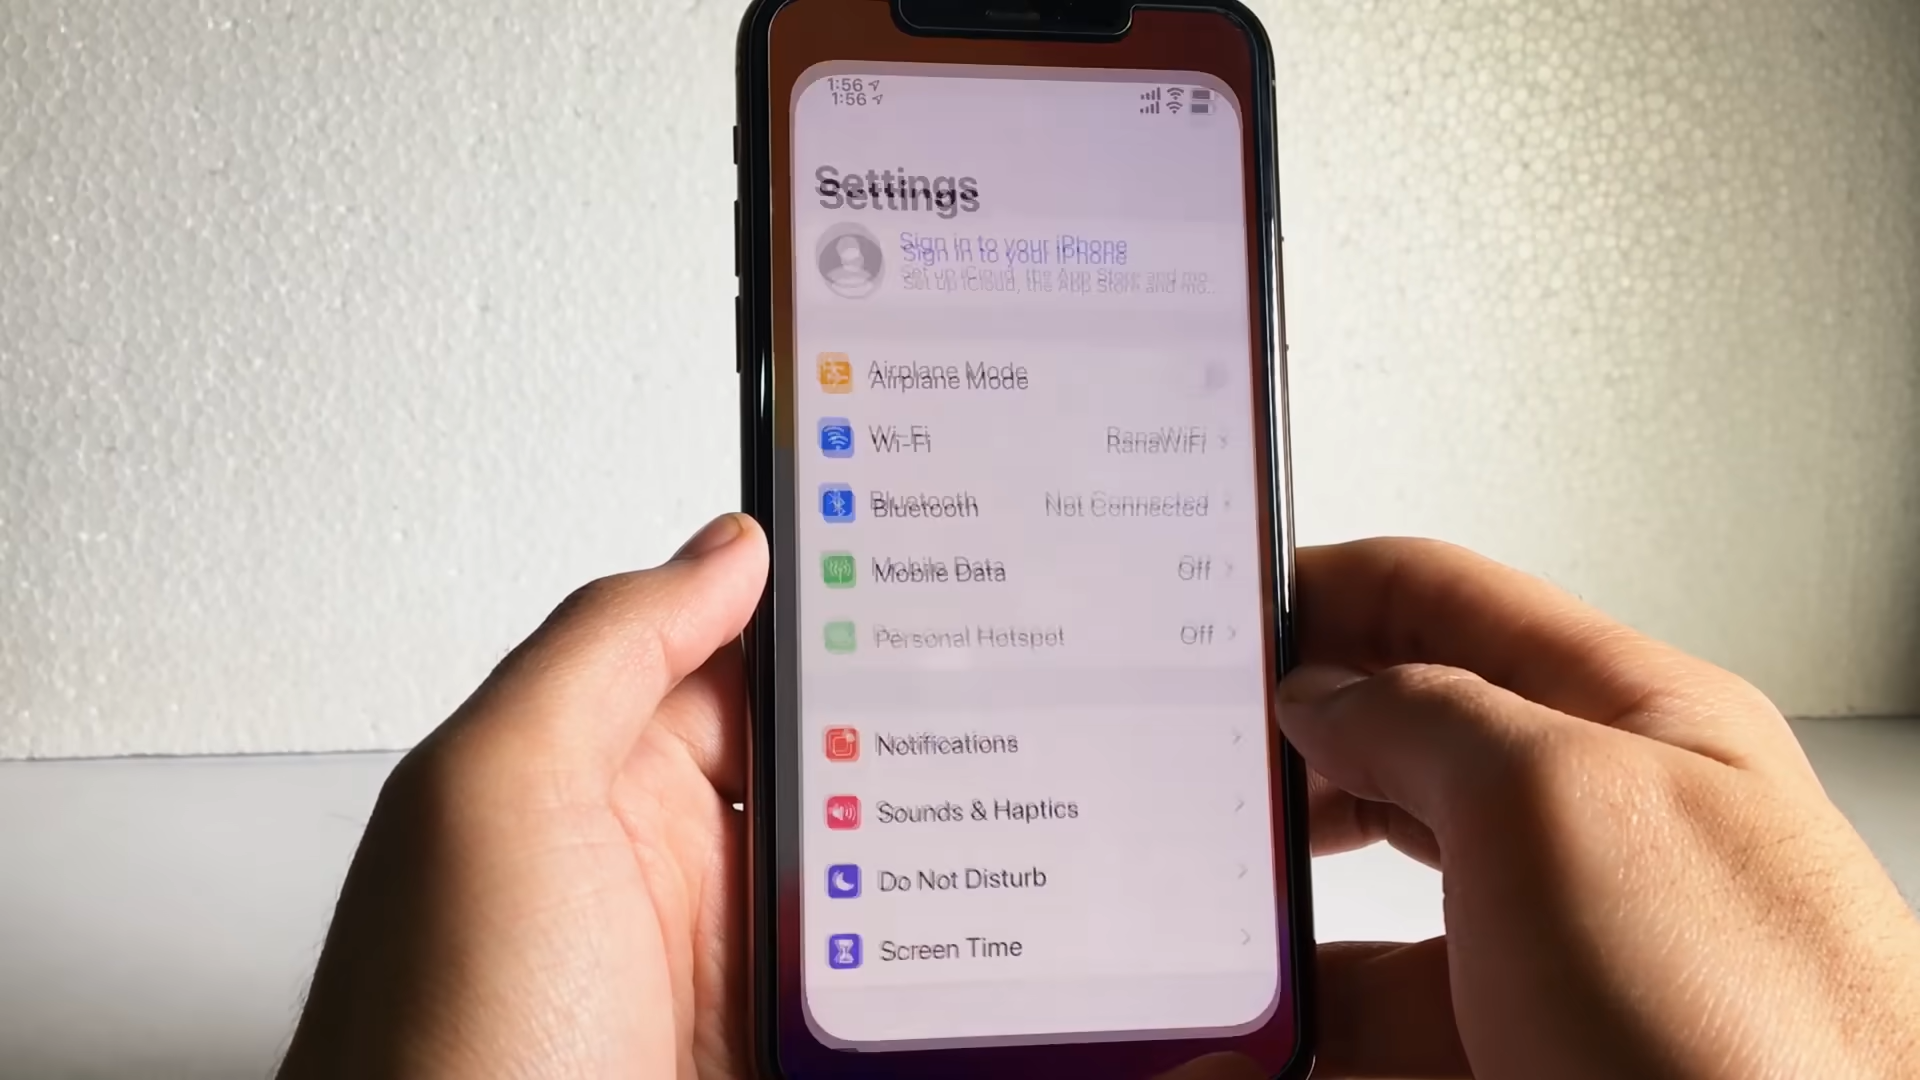 1:56
Settings
Sign in to your iPhone
Set up iCloud, the App Store and mo...
Airplane Mode
Wi-Fi RanaWiFi
Bluetooth Not Connected
Mobile Data Off
Personal Hotspot Off
Notifications
Sounds & Haptics
Do Not Disturb
Screen Time